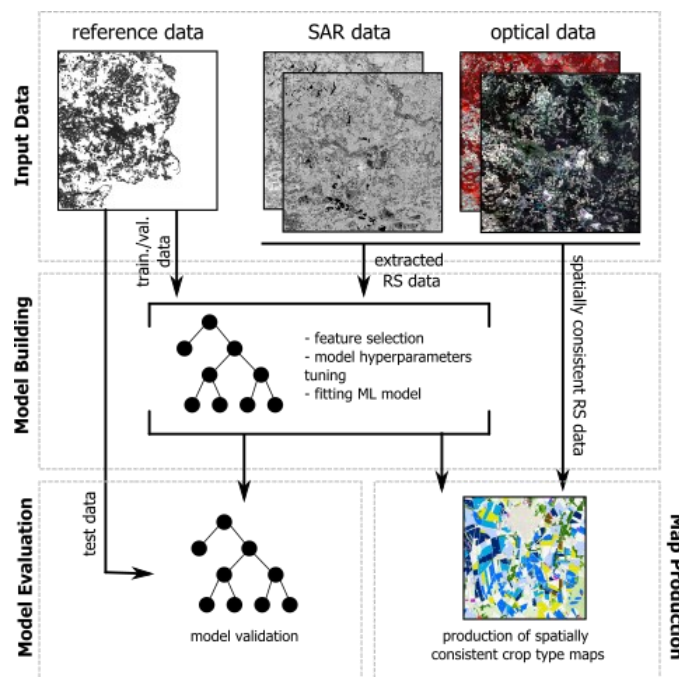 reference data
SAR data
optical data
Input Data
train./val.
data
extracted
RS data
spatially consistent RS data
Model Building
- feature selection
- model hyperparameters
tuning
- fitting ML model
Model Evaluation
test data
model validation
production of spatially
consistent crop type maps
Map Production